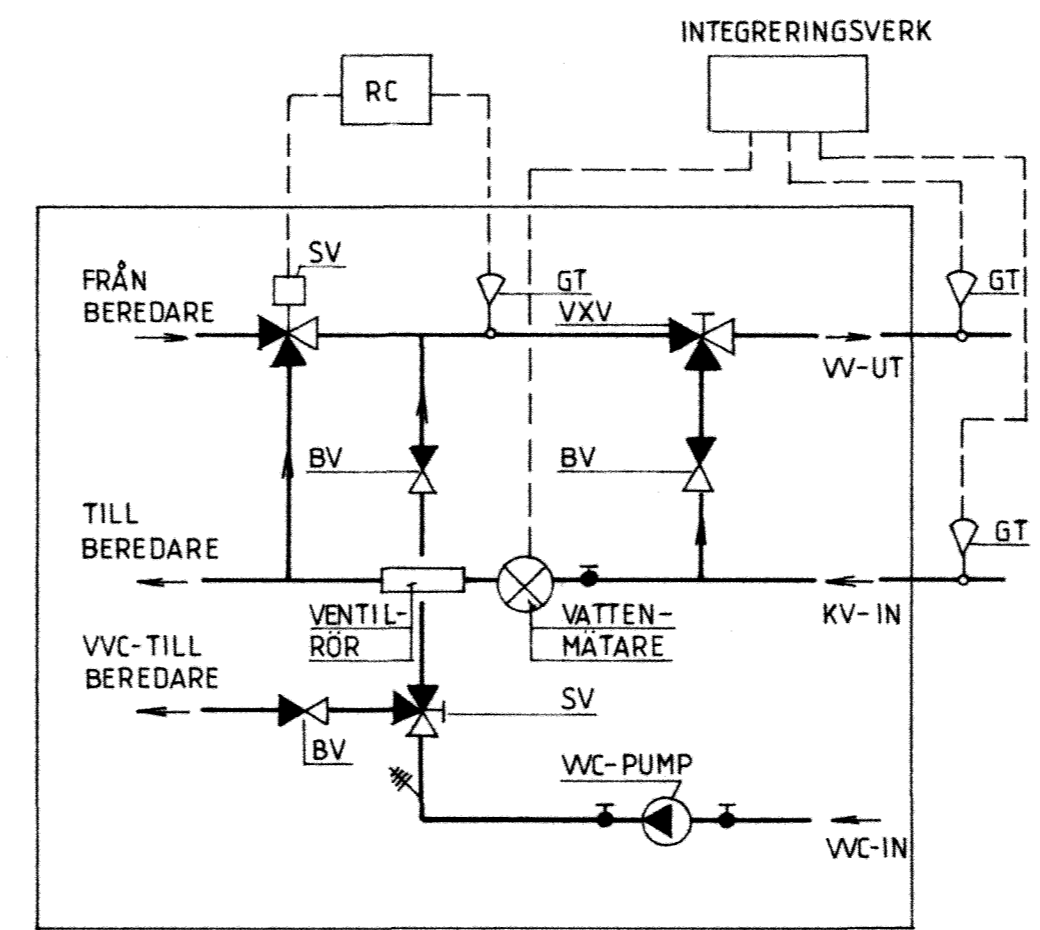 INTEGRERINGSVERK
RC
SV
FRÅN
BEREDARE
GT
VXV
GT
VV-UT
BV
BV
TILL
BEREDARE
GT
VENTIL-
RÖR
VATTEN-
MÄTARE
KV-IN
VVC-TILL
BEREDARE
SV
BV
VVC-PUMP
VVC-IN